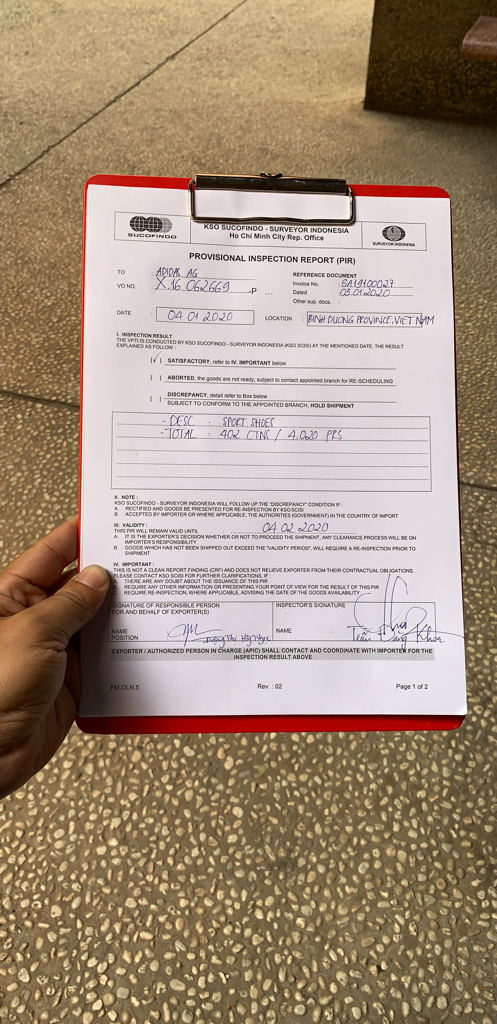 SUCOFINDO
KSO SUCOFINDO - SURVEYOR INDONESIA
Ho Chi Minh City Rep. Office
SURVEYOR INDONESIA
PROVISIONAL INSPECTION REPORT (PIR)
TO : ADIDAS AG
VO NO. : X.16.062669 .P ...
REFERENCE DOCUMENT
Invoice No. : SA19100027
Dated : 03.01.2020
Other sup. docs. :
DATE : 04 01 2020
LOCATION : BINH DUONG PROVINCE, VIET NAM
I. INSPECTION RESULT
THE VPTI IS CONDUCTED BY KSO SUCOFINDO - SURVEYOR INDONESIA (KSO SCISI) AT THE MENTIONED DATE, THE RESULT
EXPLAINED AS FOLLOW :
[✓] SATISFACTORY, refer to IV. IMPORTANT below
[ ] ABORTED, the goods are not ready, subject to contact appointed branch for RE-SCHEDULING
[ ] DISCREPANCY, detail refer to Box below
SUBJECT TO CONFORM TO THE APPOINTED BRANCH, HOLD SHIPMENT
- DESC : SPORT SHOES
- TOTAL : 402 CTNS / 4,020 PRS
II. NOTE :
KSO SUCOFINDO - SURVEYOR INDONESIA WILL FOLLOW UP THE "DISCREPANCY" CONDITION IF :
A. RECTIFIED AND GOODS BE PRESENTED FOR RE-INSPECTION BY KSO SCISI
B. ACCEPTED BY IMPORTER OR WHERE APPLICABLE, THE AUTHORITIES (GOVERNMENT) IN THE COUNTRY OF IMPORT
III. VALIDITY :
THIS PIR WILL REMAIN VALID UNTIL 04 02 2020
A. IT IS THE EXPORTER'S DECISION WHETHER OR NOT TO PROCEED THE SHIPMENT, ANY CLEARANCE PROCESS WILL BE ON
IMPORTER'S RESPONSIBILITY
B. GOODS WHICH HAS NOT BEEN SHIPPED OUT EXCEED THE "VALIDITY PERIOD", WILL REQUIRE A RE-INSPECTION PRIOR TO
SHIPMENT
IV. IMPORTANT :
THIS IS NOT A CLEAN REPORT FINDING (CRF) AND DOES NOT RELIEVE EXPORTER FROM THEIR CONTRACTUAL OBLIGATIONS.
PLEASE CONTACT KSO SCISI FOR FURTHER CLARIFICATIONS, IF :
THERE ARE ANY DOUBT ABOUT THE ISSUANCE OF THIS PIR
REQUIRE ANY OTHER INFORMATION OR PRESENTING YOUR POINT OF VIEW FOR THE RESULT OF THIS PIR
REQUIRE RE-INSPECTION, WHERE APPLICABLE, ADVISING THE DATE OF THE GOODS AVAILABILITY
SIGNATURE OF RESPONSIBLE PERSON
FOR AND BEHALF OF EXPORTER(S)
INSPECTOR'S SIGNATURE
:
NAME :
POSITION
NAME : Trần Đăng Khoa
EXPORTER / AUTHORIZED PERSON IN CHARGE (APIC) SHALL CONTACT AND COORDINATE WITH IMPORTER FOR THE
INSPECTION RESULT ABOVE
FM.OLN.5
Rev. : 02
Page 1 of 2